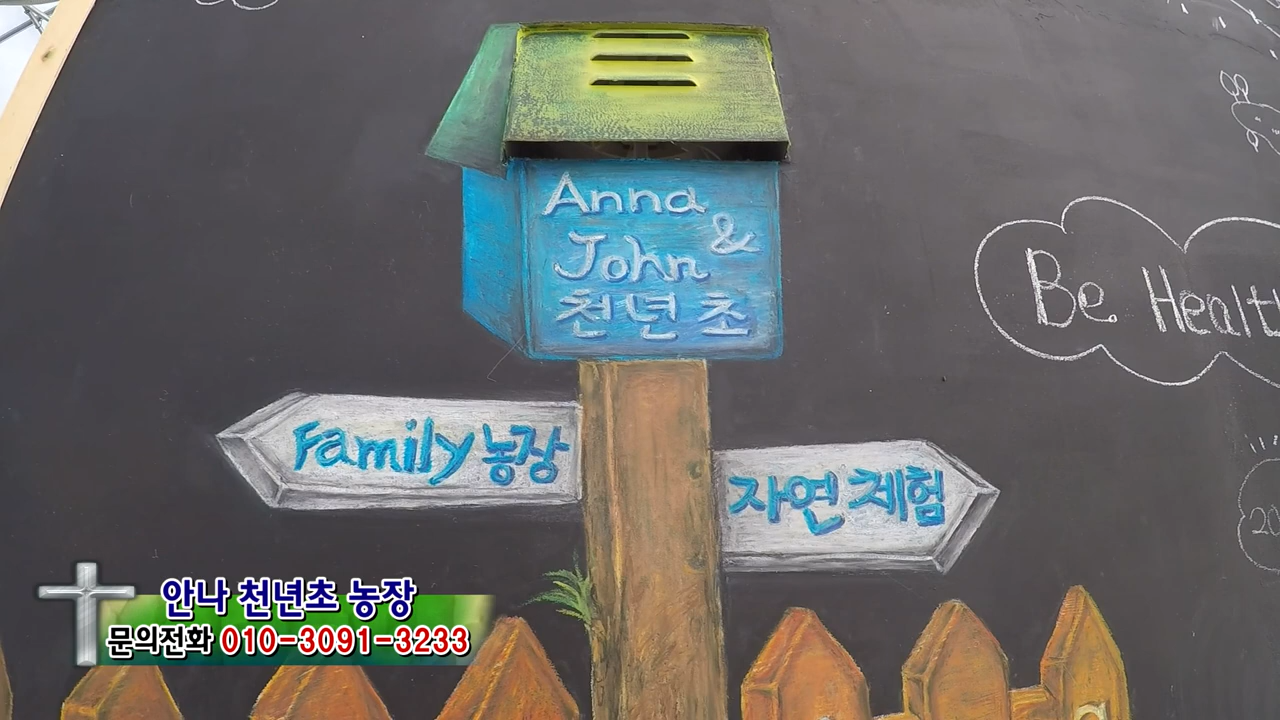 Anna
&
John
천년초
Be Healt
Family 농장
자연 체험
20
안나 천년초 농장
문의전화 010-3091-3233